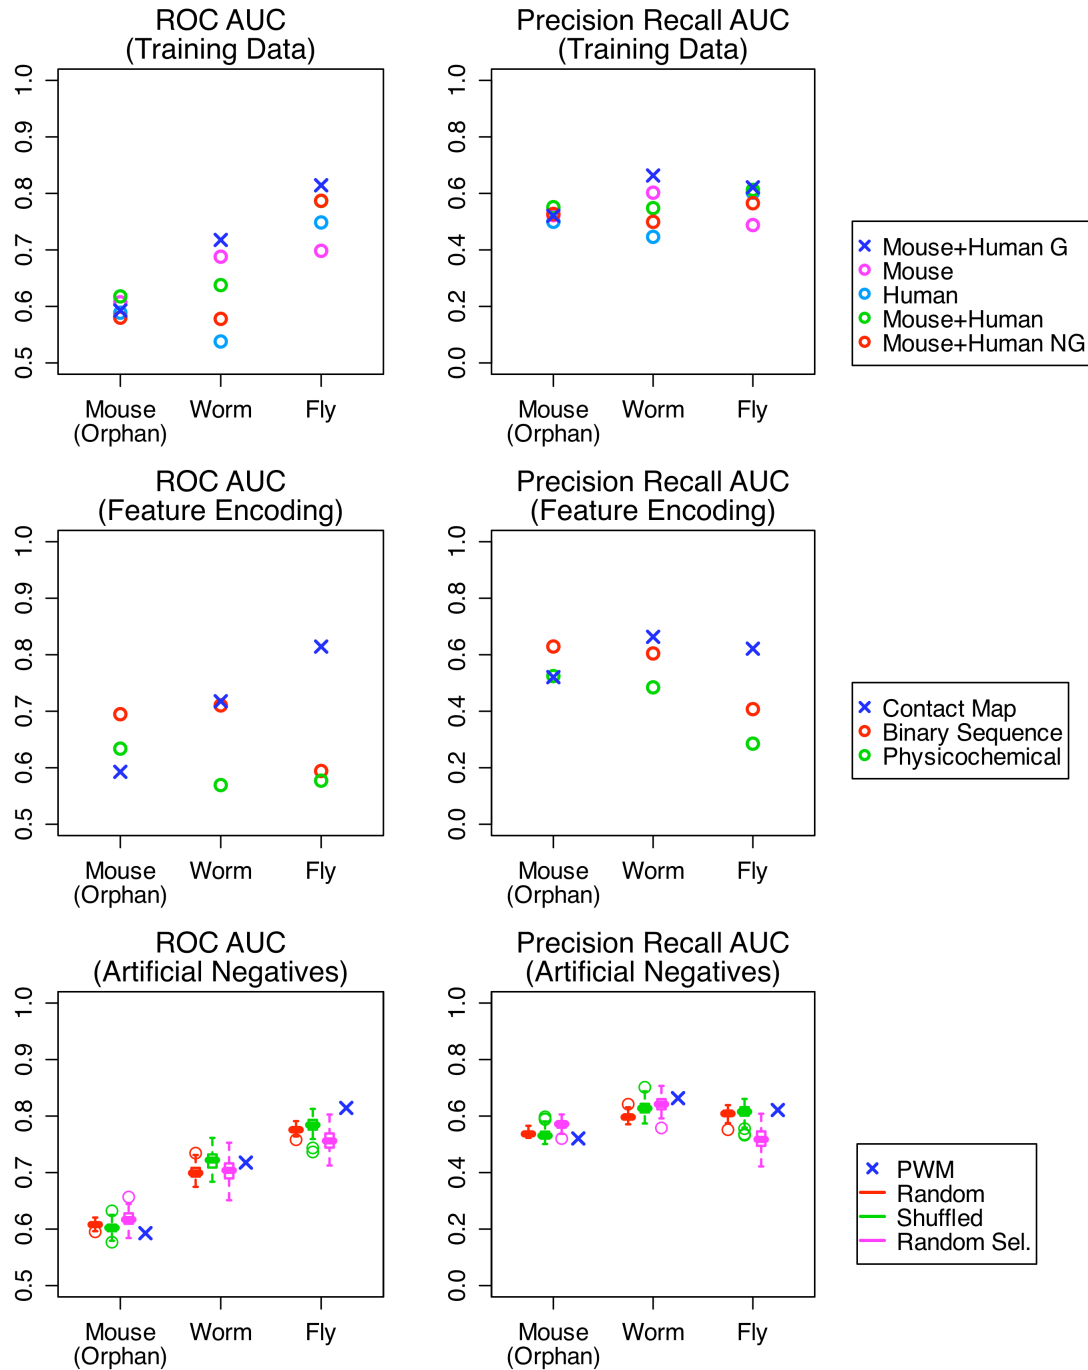 ROC AUC
(Training Data)
1.0
0.9
0.8
0.7
0.6
0.5
Mouse
(Orphan)
Worm
Fly
Precision Recall AUC
(Training Data)
1.0
0.8
0.6
0.4
0.2
0.0
Mouse
(Orphan)
Worm
Fly
Mouse+Human G
Mouse
Human
Mouse+Human
Mouse+Human NG
ROC AUC
(Feature Encoding)
1.0
0.9
0.8
0.7
0.6
0.5
Mouse
(Orphan)
Worm
Fly
Precision Recall AUC
(Feature Encoding)
1.0
0.8
0.6
0.4
0.2
0.0
Mouse
(Orphan)
Worm
Fly
Contact Map
Binary Sequence
Physicochemical
ROC AUC
(Artificial Negatives)
1.0
0.9
0.8
0.7
0.6
0.5
Mouse
(Orphan)
Worm
Fly
Precision Recall AUC
(Artificial Negatives)
1.0
0.8
0.6
0.4
0.2
0.0
Mouse
(Orphan)
Worm
Fly
PWM
Random
Shuffled
Random Sel.